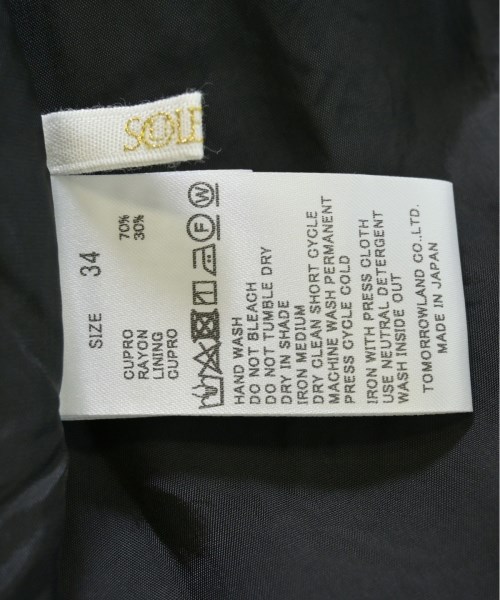 SOLE
SIZE 34
CUPRO 70%
RAYON 30%
LINING
CUPRO
F W
HAND WASH
DO NOT BLEACH
DO NOT TUMBLE DRY
DRY IN SHADE
IRON MEDIUM
DRY CLEAN SHORT CYCLE
MACHINE WASH PERMANENT
PRESS CYCLE COLD
IRON WITH PRESS CLOTH
USE NEUTRAL DETERGENT
WASH INSIDE OUT
TOMORROWLAND CO.,LTD.
MADE IN JAPAN